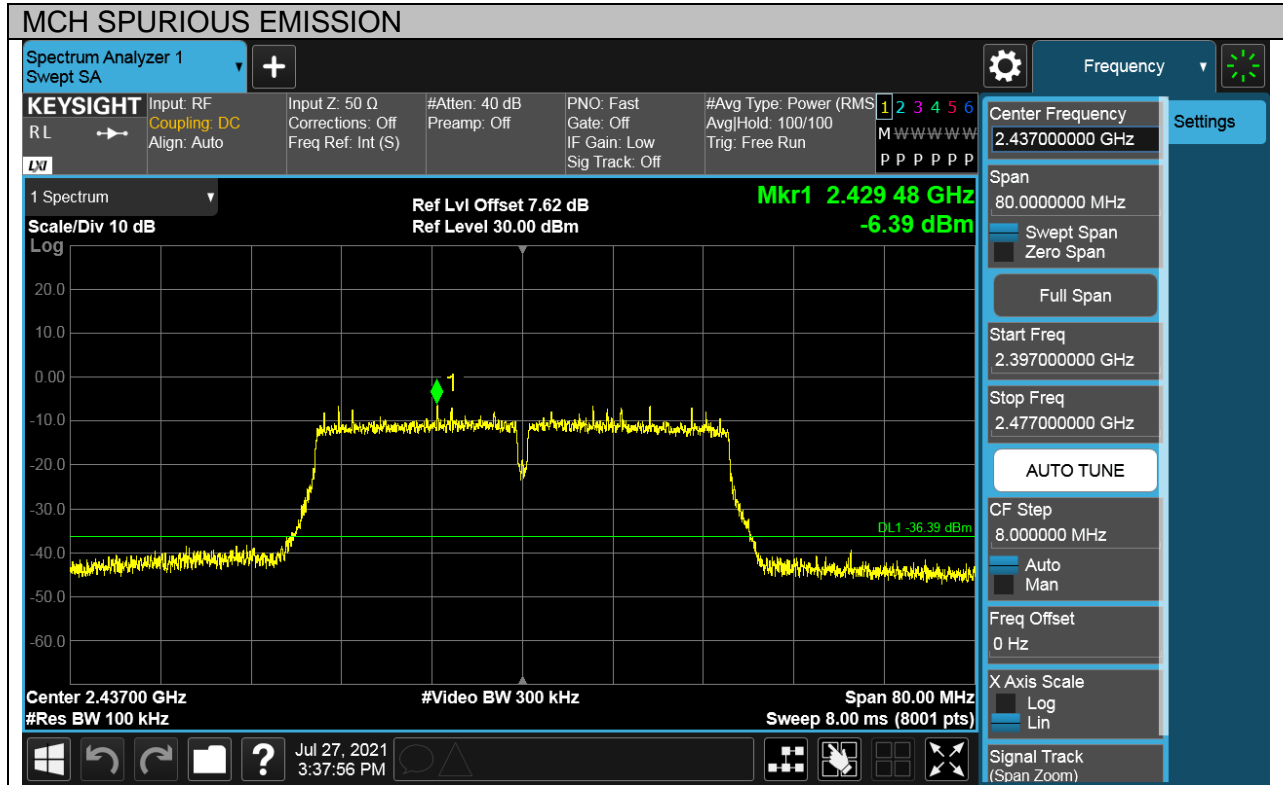 MCH SPURIOUS EMISSION
Spectrum Analyzer 1
Swept SA
+
Frequency
KEYSIGHT
RL
LXI
Input: RF
Coupling: DC
Align: Auto
Input Z: 50 Ω
Corrections: Off
Freq Ref: Int (S)
#Atten: 40 dB
Preamp: Off
PNO: Fast
Gate: Off
IF Gain: Low
Sig Track: Off
#Avg Type: Power (RMS
Avg|Hold: 100/100
Trig: Free Run
1 2 3 4 5 6
M W W W W W
P P P P P P
1 Spectrum
Scale/Div 10 dB
Ref Lvl Offset 7.62 dB
Ref Level 30.00 dBm
Mkr1 2.429 48 GHz
-6.39 dBm
Log
20.0
10.0
0.00
-10.0
-20.0
-30.0
-40.0
-50.0
-60.0
1
DL1 -36.39 dBm
Center 2.43700 GHz
#Video BW 300 kHz
Span 80.00 MHz
#Res BW 100 kHz
Sweep 8.00 ms (8001 pts)
?
Jul 27, 2021
3:37:56 PM
Center Frequency
2.437000000 GHz
Settings
Span
80.0000000 MHz
Swept Span
Zero Span
Full Span
Start Freq
2.397000000 GHz
Stop Freq
2.477000000 GHz
AUTO TUNE
CF Step
8.000000 MHz
Auto
Man
Freq Offset
0 Hz
X Axis Scale
Log
Lin
Signal Track
(Span Zoom)